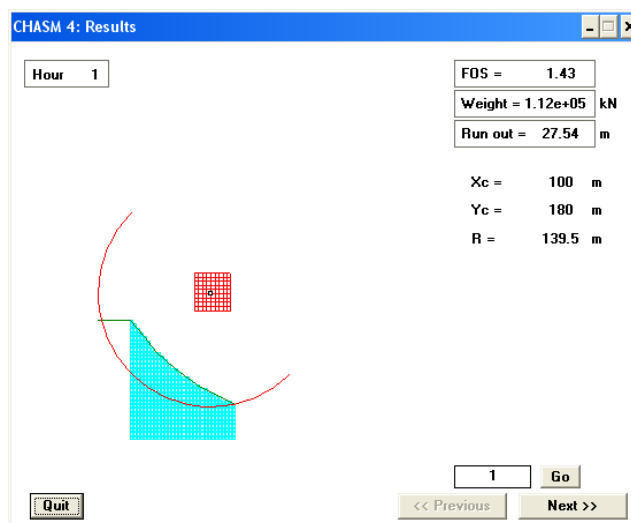 CHASM 4: Results
Hour 1
FOS = 1.43
Weight = 1.12e+05 kN
Run out = 27.54 m
Xc = 100 m
Yc = 180 m
R = 139.5 m
1 Go
Quit << Previous Next >>